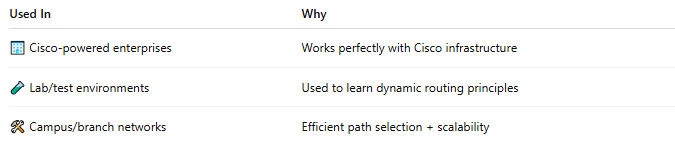 Used In Why
🏢 Cisco-powered enterprises Works perfectly with Cisco infrastructure
🧪 Lab/test environments Used to learn dynamic routing principles
🛠️ Campus/branch networks Efficient path selection + scalability